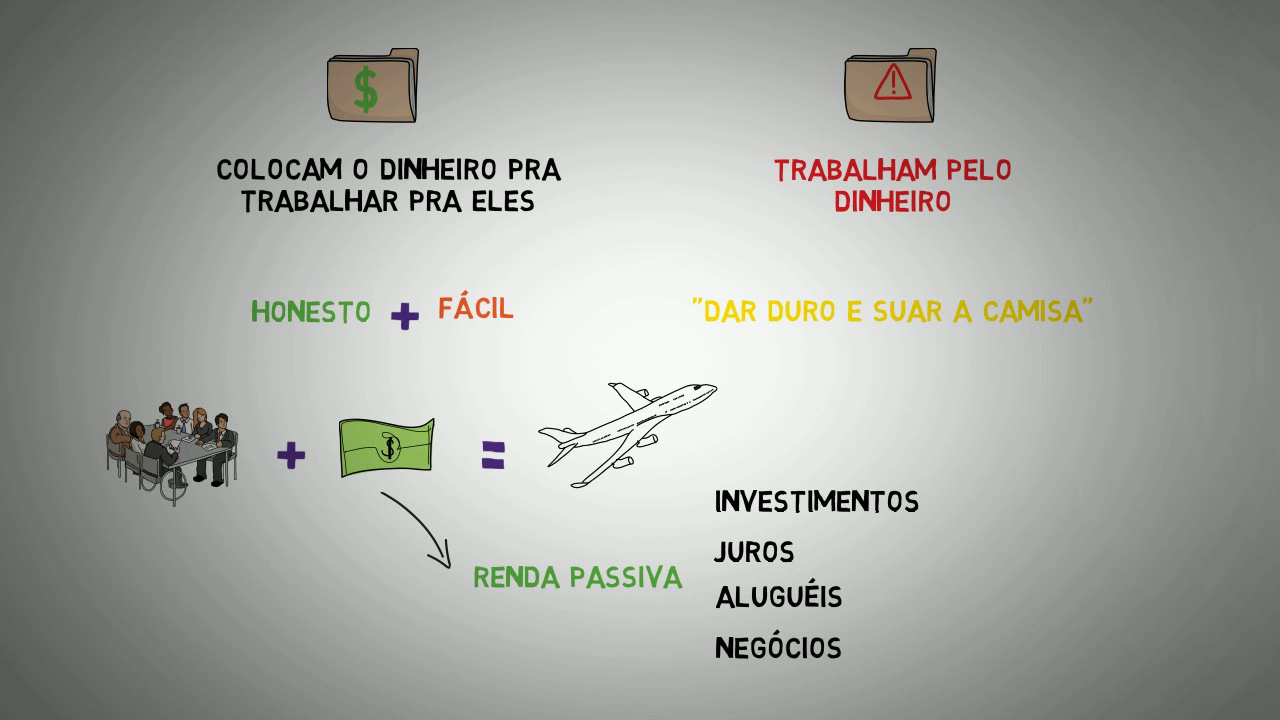 $
COLOCAM O DINHEIRO PRA
TRABALHAR PRA ELES
!
TRABALHAM PELO
DINHEIRO
HONESTO + FÁCIL
"DAR DURO E SUAR A CAMISA"
+ $ =
RENDA PASSIVA
INVESTIMENTOS
JUROS
ALUGUÉIS
NEGÓCIOS